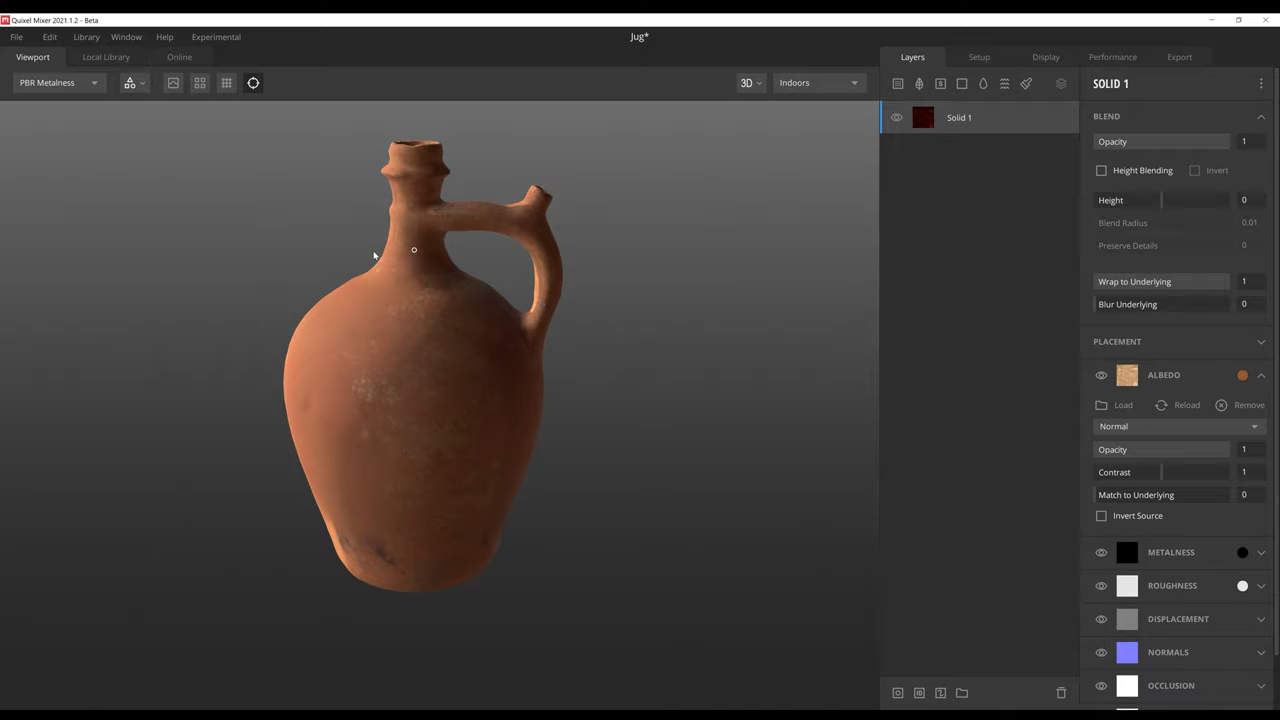 Quixel Mixer 2021.1.2 - Beta
File Edit Library Window Help Experimental
Jug*
Viewport Local Library Online
Layers Setup Display Performance Export
PBR Metalness
3D
Indoors
Solid 1
SOLID 1
BLEND
Opacity 1
Height Blending Invert
Height 0
Blend Radius 0.01
Preserve Details 0
Wrap to Underlying 1
Blur Underlying 0
PLACEMENT
ALBEDO
Load Reload Remove
Normal
Opacity 1
Contrast 1
Match to Underlying 0
Invert Source
METALNESS
ROUGHNESS
DISPLACEMENT
NORMALS
OCCLUSION